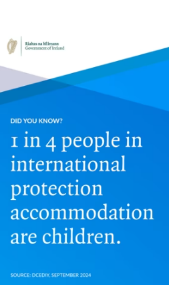 Rialtas na hÉireann
Government of Ireland
DID YOU KNOW?
1 in 4 people in
international
protection
accommodation
are children.
SOURCE: DCEDIY, SEPTEMBER 2024